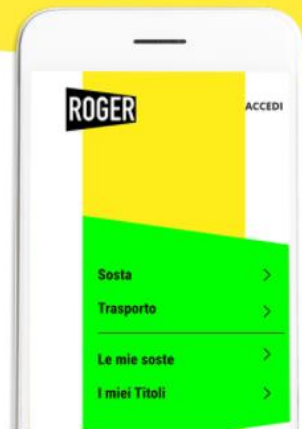 ROGER
ACCEDI
Sosta
Trasporto
Le mie soste
I miei Titoli